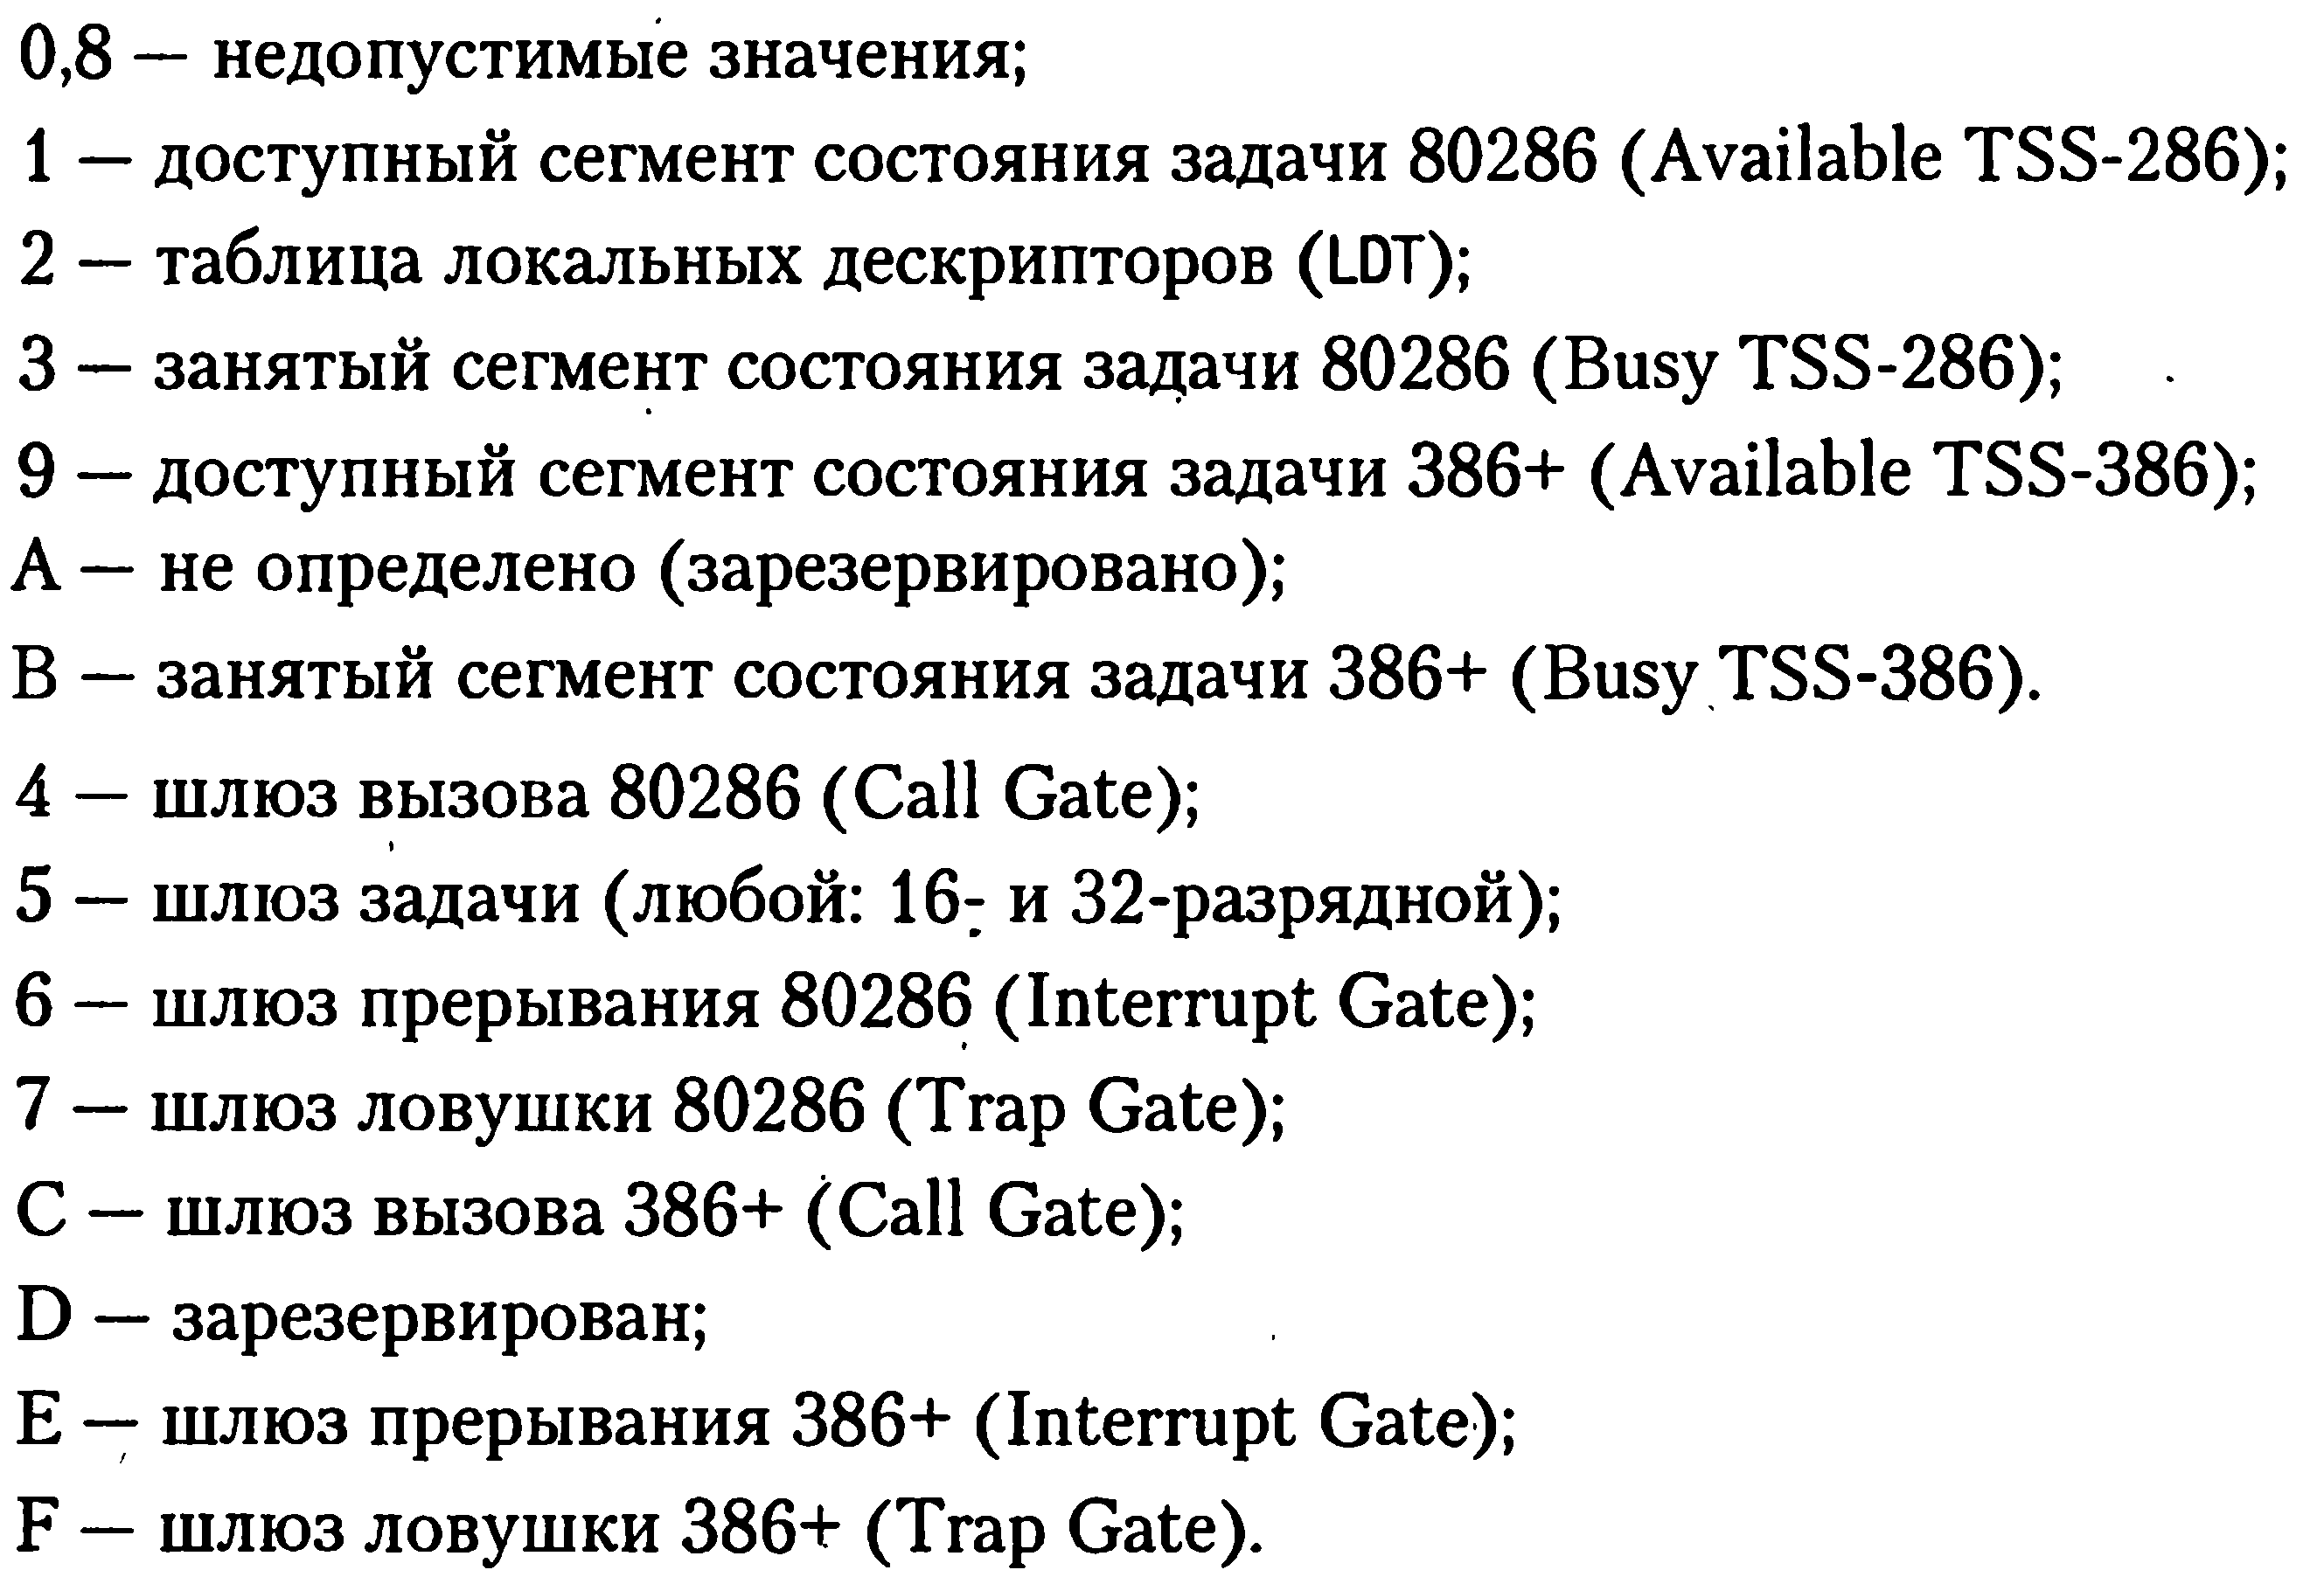 0,8 — недопустимые значения;
1 — доступный сегмент состояния задачи 80286 (Available TSS-286);
2 — таблица локальных дескрипторов (LDT);
3 — занятый сегмент состояния задачи 80286 (Busy TSS-286);
9 — доступный сегмент состояния задачи 386+ (Available TSS-386);
A — не определено (зарезервировано);
B — занятый сегмент состояния задачи 386+ (Busy TSS-386).
4 — шлюз вызова 80286 (Call Gate);
5 — шлюз задачи (любой: 16- и 32-разрядной);
6 — шлюз прерывания 80286 (Interrupt Gate);
7 — шлюз ловушки 80286 (Trap Gate);
C — шлюз вызова 386+ (Call Gate);
D — зарезервирован;
E — шлюз прерывания 386+ (Interrupt Gate);
F — шлюз ловушки 386+ (Trap Gate).